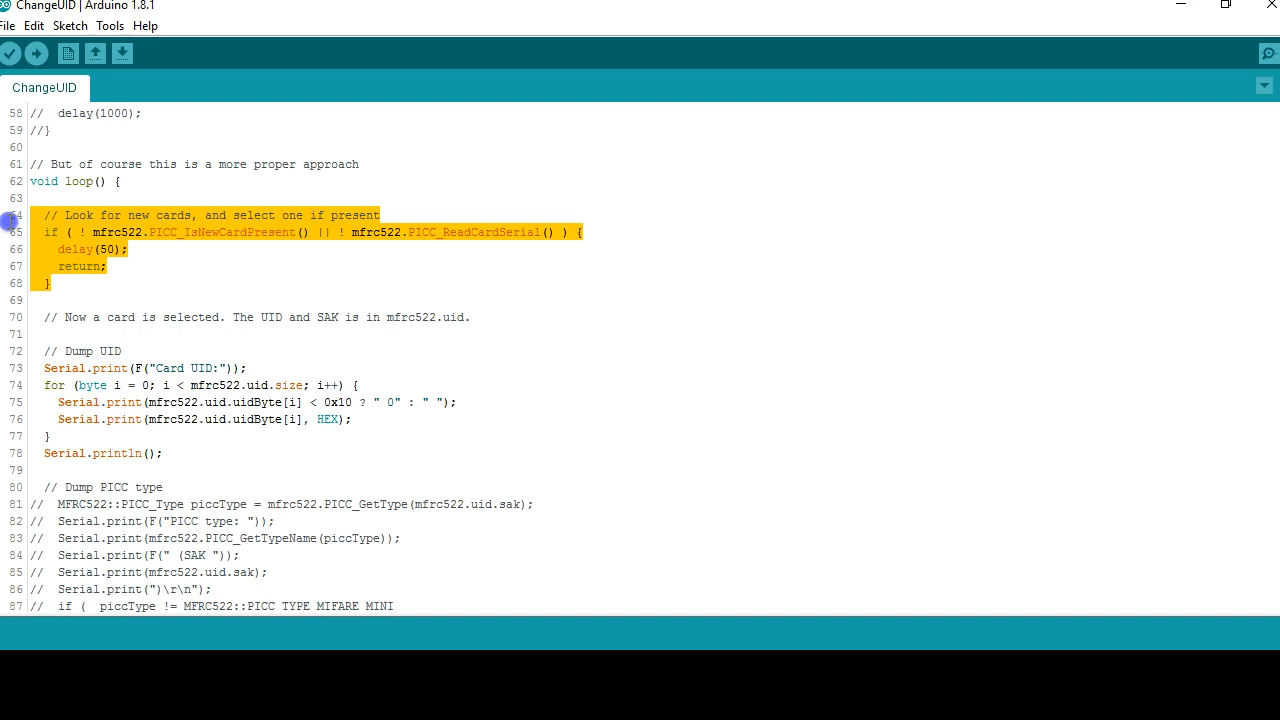 ChangeUID | Arduino 1.8.1
File Edit Sketch Tools Help
ChangeUID
58 //  delay(1000);
59 //}
60
61 // But of course this is a more proper approach
62 void loop() {
63
64   // Look for new cards, and select one if present
65   if ( ! mfrc522.PICC_IsNewCardPresent() || ! mfrc522.PICC_ReadCardSerial() ) {
66     delay(50);
67     return;
68   }
69
70   // Now a card is selected. The UID and SAK is in mfrc522.uid.
71
72   // Dump UID
73   Serial.print(F("Card UID:"));
74   for (byte i = 0; i < mfrc522.uid.size; i++) {
75     Serial.print(mfrc522.uid.uidByte[i] < 0x10 ? " 0" : " ");
76     Serial.print(mfrc522.uid.uidByte[i], HEX);
77   }
78   Serial.println();
79
80   // Dump PICC type
81 //  MFRC522::PICC_Type piccType = mfrc522.PICC_GetType(mfrc522.uid.sak);
82 //  Serial.print(F("PICC type: "));
83 //  Serial.print(mfrc522.PICC_GetTypeName(piccType));
84 //  Serial.print(F(" (SAK "));
85 //  Serial.print(mfrc522.uid.sak);
86 //  Serial.print(")\r\n");
87 //  if (  piccType != MFRC522::PICC_TYPE_MIFARE_MINI